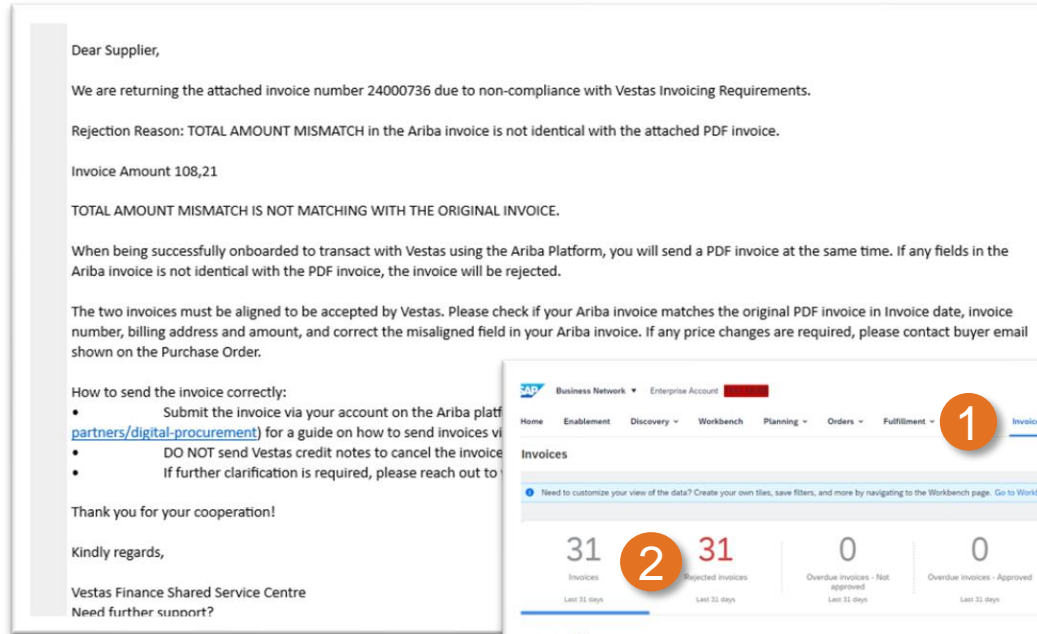 Dear Supplier,
We are returning the attached invoice number 24000736 due to non-compliance with Vestas Invoicing Requirements.
Rejection Reason: TOTAL AMOUNT MISMATCH in the Ariba invoice is not identical with the attached PDF invoice.
Invoice Amount 108,21
TOTAL AMOUNT MISMATCH IS NOT MATCHING WITH THE ORIGINAL INVOICE.
When being successfully onboarded to transact with Vestas using the Ariba Platform, you will send a PDF invoice at the same time. If any fields in the
Ariba invoice is not identical with the PDF invoice, the invoice will be rejected.
The two invoices must be aligned to be accepted by Vestas. Please check if your Ariba invoice matches the original PDF invoice in Invoice date, invoice
number, billing address and amount, and correct the misaligned field in your Ariba invoice. If any price changes are required, please contact buyer email
shown on the Purchase Order.
How to send the invoice correctly:
• Submit the invoice via your account on the Ariba platf
partners/digital-procurement) for a guide on how to send invoices vi
• DO NOT send Vestas credit notes to cancel the invoice
• If further clarification is required, please reach out to
Thank you for your cooperation!
Kindly regards,
Vestas Finance Shared Service Centre
Need further support?
SAP Business Network Enterprise Account
Home Enablement Discovery Workbench Planning Orders Fulfillment 1 Invoice
Invoices
Need to customize your view of the data? Create your own tiles, save filters, and more by navigating to the Workbench page. Go to Work
31 2 31 0 0
Invoices Rejected invoices Overdue invoices - Not approved Overdue invoices - Approved
Last 31 days Last 31 days Last 31 days Last 31 days